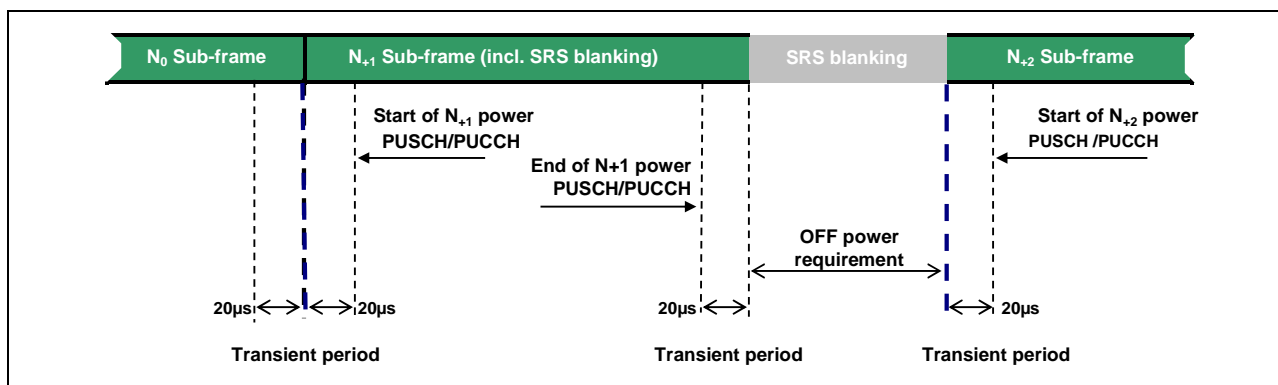 N0 Sub-frame
N+1 Sub-frame (incl. SRS blanking)
SRS blanking
N+2 Sub-frame
Start of N+1 power
PUSCH/PUCCH
End of N+1 power
PUSCH/PUCCH
Start of N+2 power
PUSCH /PUCCH
OFF power
requirement
20µs
20µs
20µs
20µs
Transient period
Transient period
Transient period